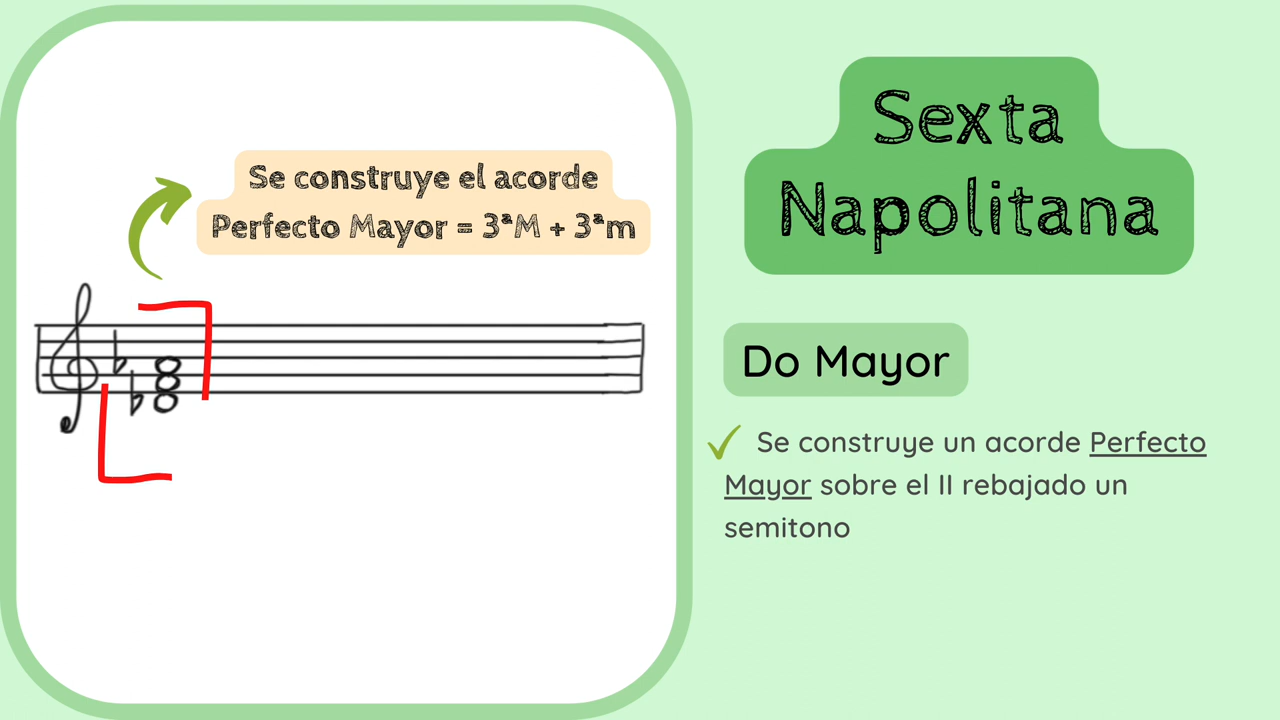 Se construye el acorde
Perfecto Mayor = 3ªM + 3ªm
Sexta
Napolitana
Do Mayor
Se construye un acorde Perfecto
Mayor sobre el II rebajado un
semitono